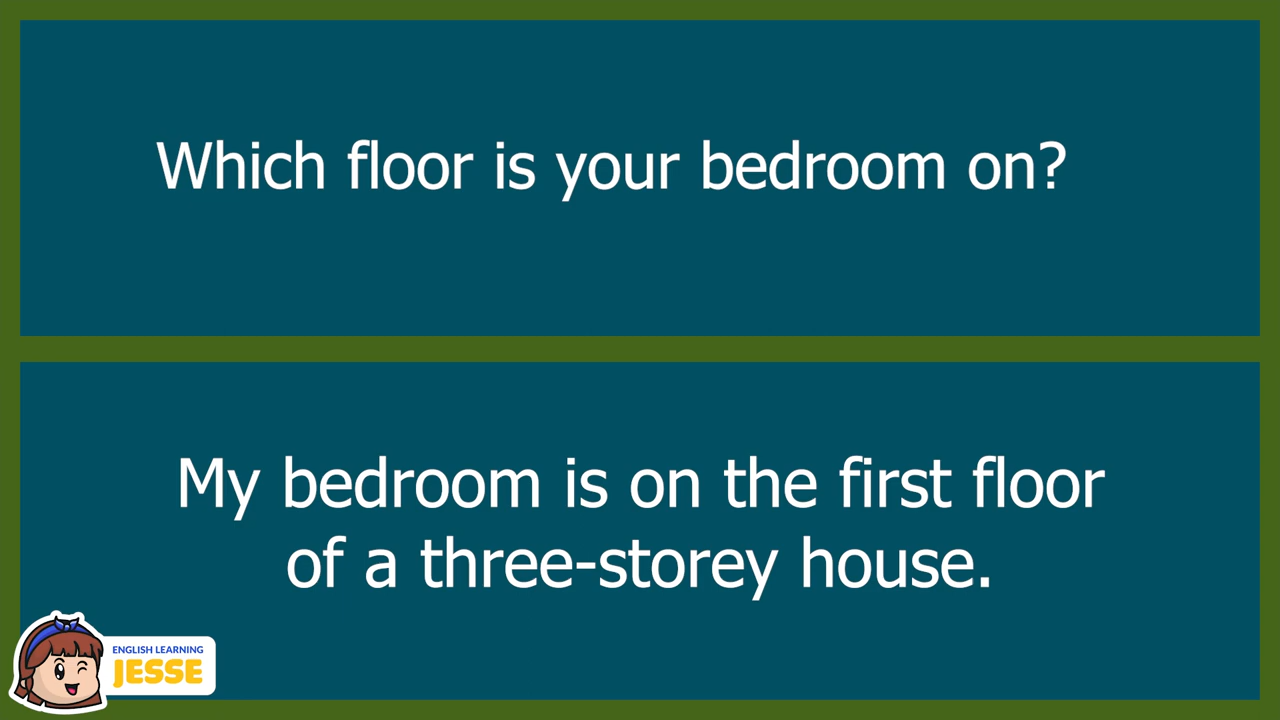 Which floor is your bedroom on?
My bedroom is on the first floor
of a three-storey house.
ENGLISH LEARNING
JESSE